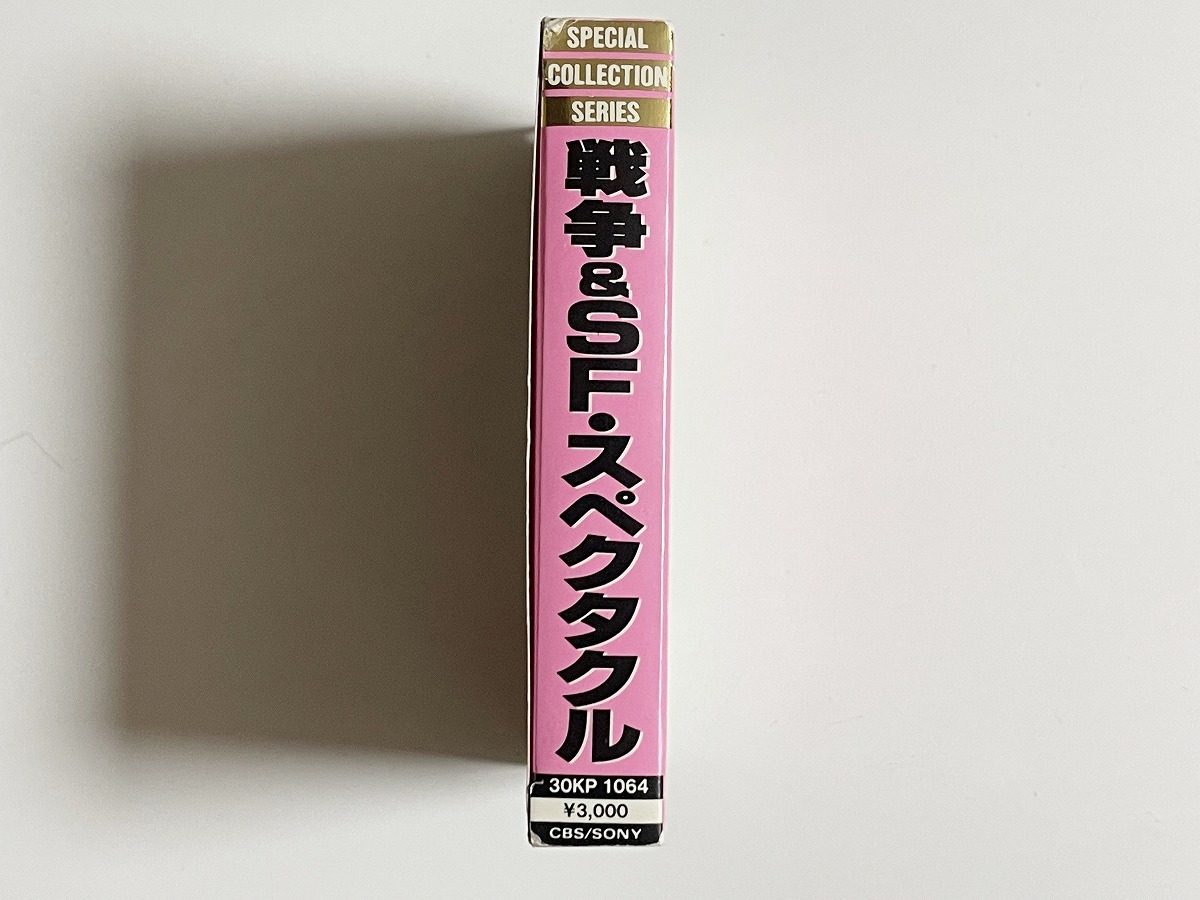 SPECIAL
COLLECTION
SERIES
戦争&SF・スペクタクル
30KP 1064
¥3,000
CBS/SONY